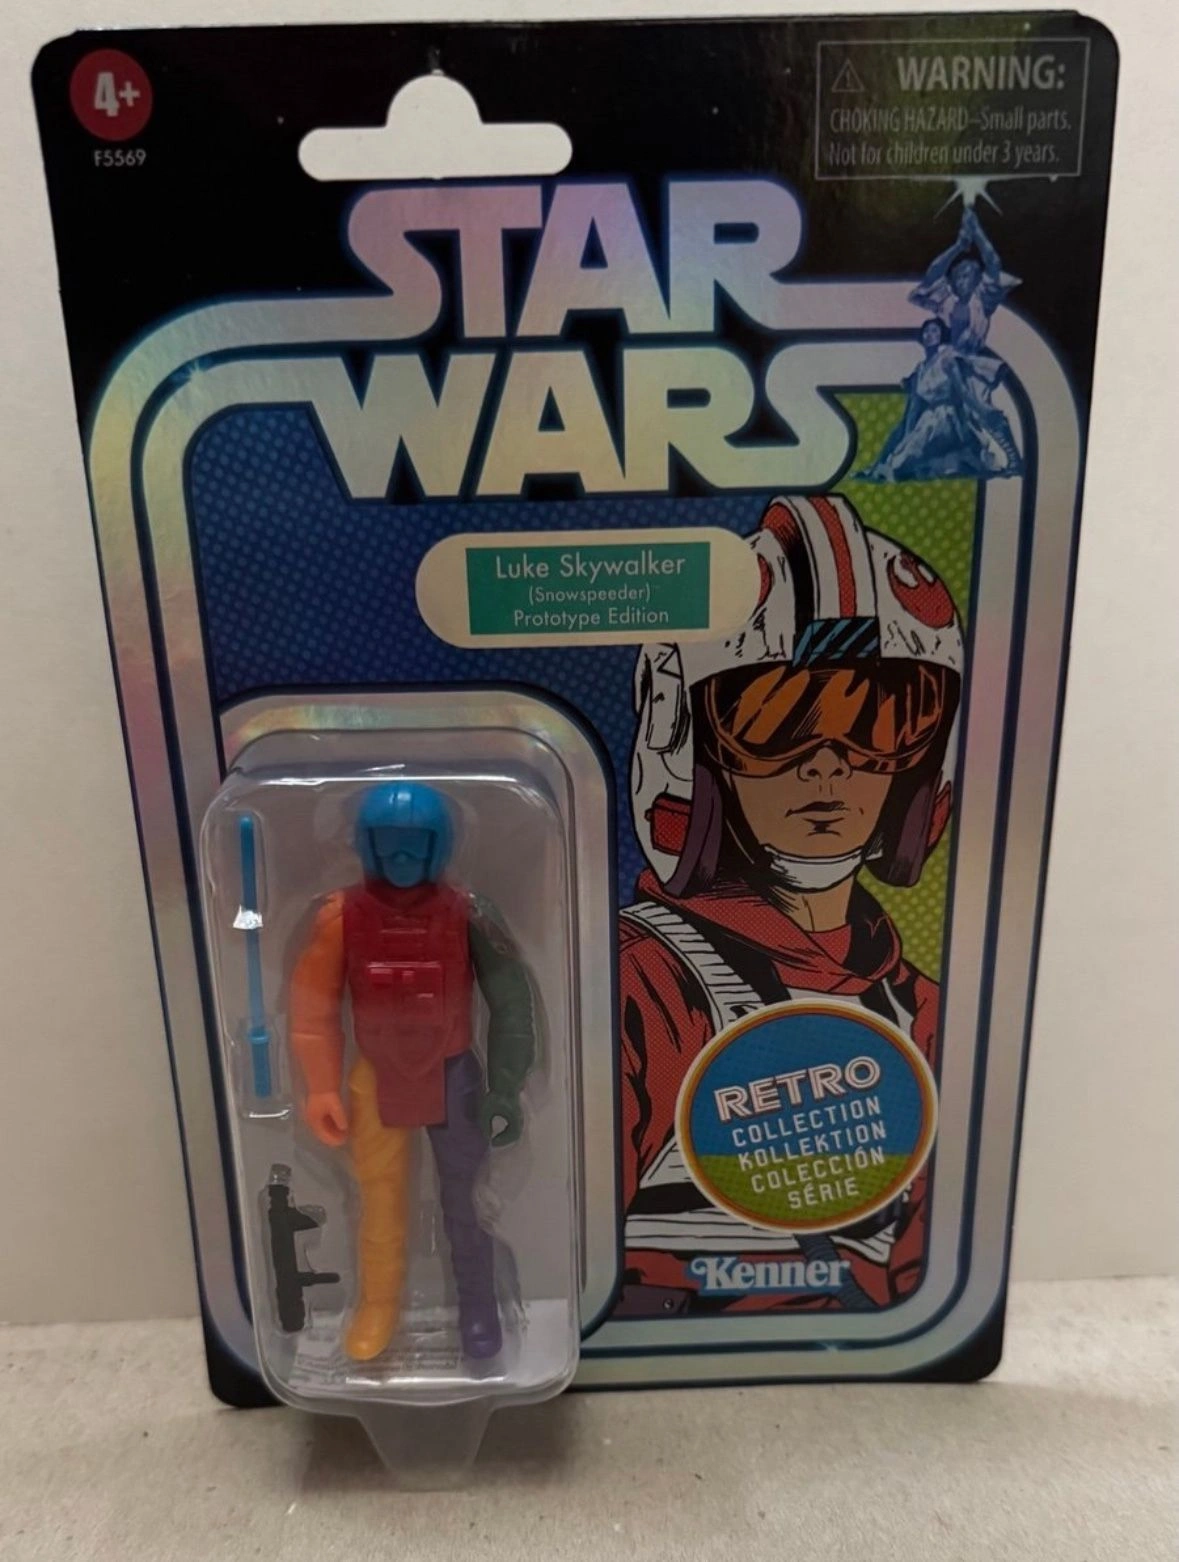 4+
F5569
WARNING:
CHOKING HAZARD–Small parts.
Not for children under 3 years.
STAR
WARS
Luke Skywalker
(Snowspeeder)
Prototype Edition
RETRO
COLLECTION
KOLLEKTION
COLECCIÓN
SÉRIE
Kenner